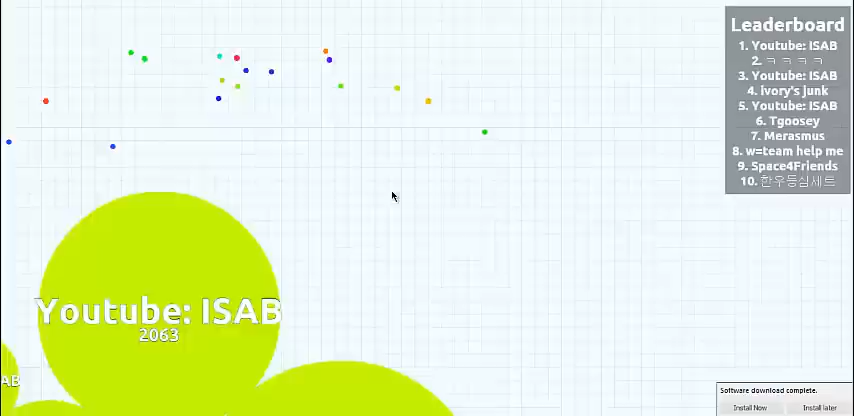 Leaderboard
1. Youtube: ISAB
2. ㅋ ㅋ ㅋ ㅋ
3. Youtube: ISAB
4. ivory's junk
5. Youtube: ISAB
6. Tgoosey
7. Merasmus
8. w=team help me
9. Space4Friends
10. 한우등심세트
Youtube: ISAB
2063
AB
Software download complete.
Install Now
Install later